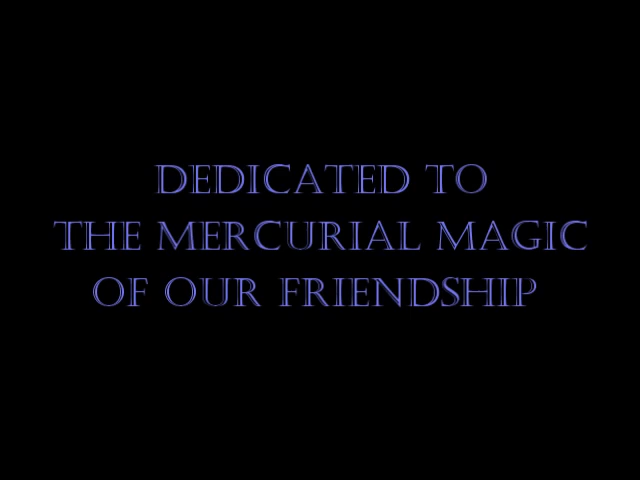 DEDICATED TO
THE MERCURIAL MAGIC
OF OUR FRIENDSHIP